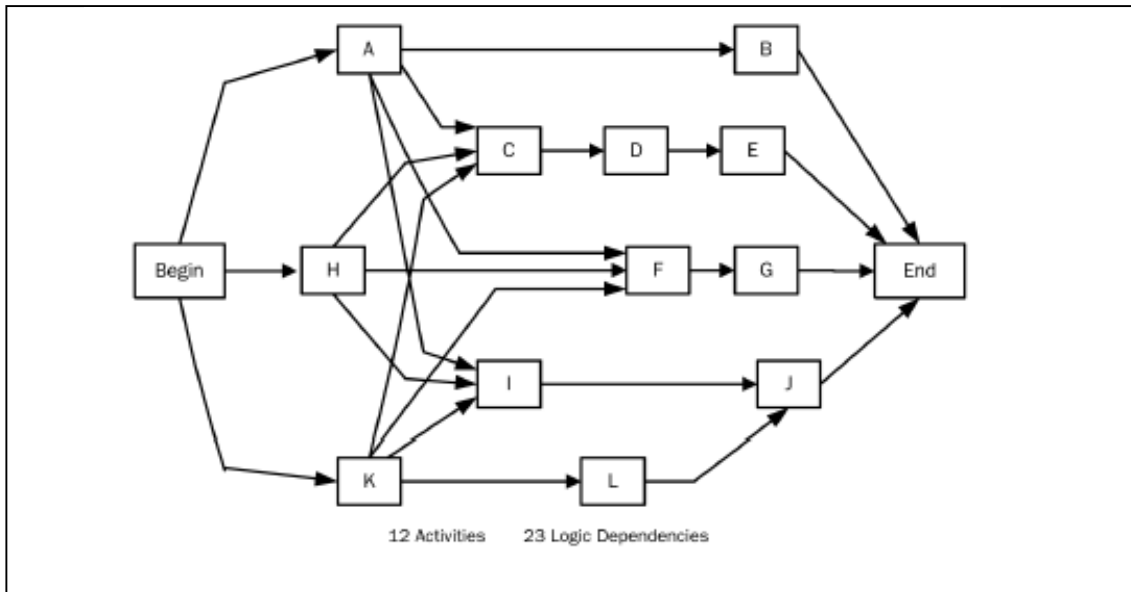 A
B
C
D
E
Begin
H
F
G
End
I
J
K
L
12 Activities 23 Logic Dependencies